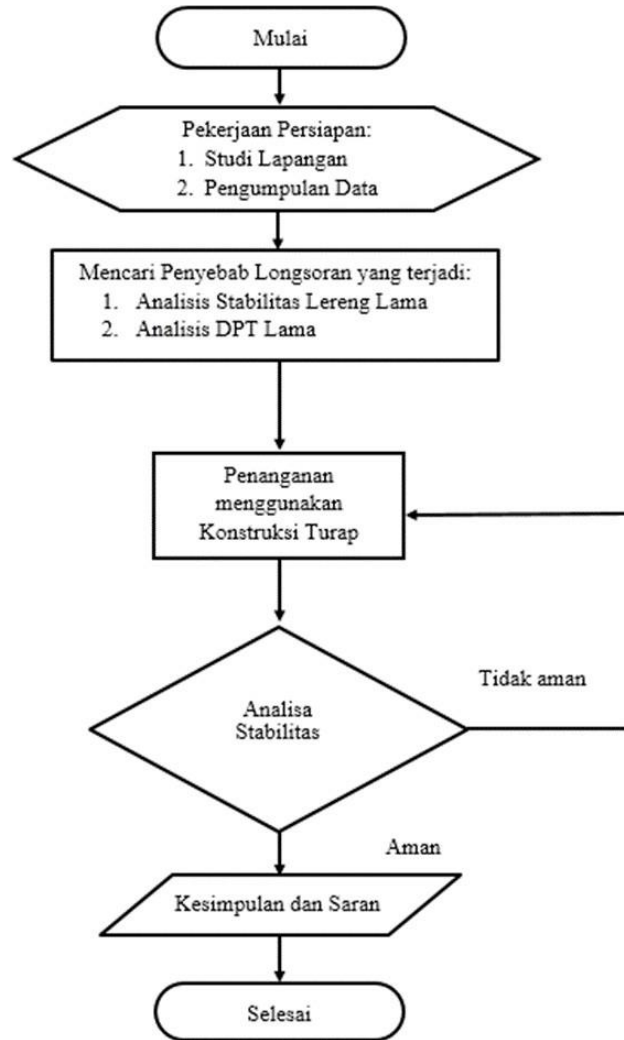 Mulai
Pekerjaan Persiapan:
1. Studi Lapangan
2. Pengumpulan Data
Mencari Penyebab Longsoran yang terjadi:
1. Analisis Stabilitas Lereng Lama
2. Analisis DPT Lama
Penanganan
menggunakan
Konstruksi Turap
Analisa
Stabilitas
Tidak aman
Aman
Kesimpulan dan Saran
Selesai